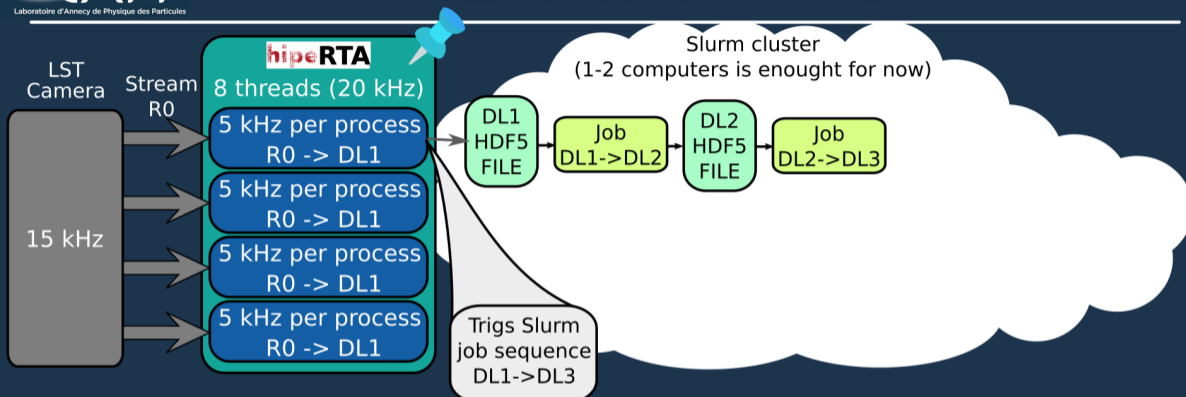 Laboratoire d'Annecy de Physique des Particules
LST
Camera
15 kHz
Stream
R0
hipeRTA
8 threads (20 kHz)
5 kHz per process
R0 -> DL1
5 kHz per process
R0 -> DL1
5 kHz per process
R0 -> DL1
5 kHz per process
R0 -> DL1
Slurm cluster
(1-2 computers is enought for now)
DL1
HDF5
FILE
Job
DL1->DL2
DL2
HDF5
FILE
Job
DL2->DL3
Trigs Slurm
job sequence
DL1->DL3